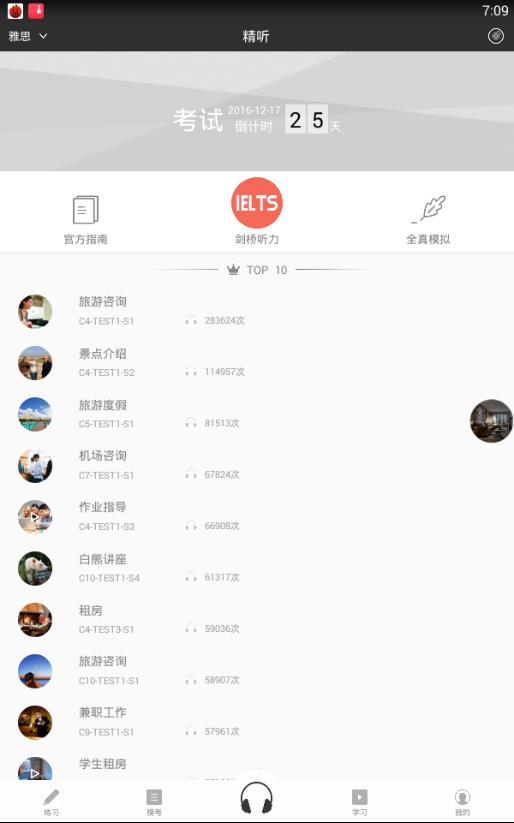 7:09
雅思
精听
考试
2016-12-17
倒计时
25
天
官方指南
IELTS
剑桥听力
全真模拟
TOP 10
旅游咨询
C4-TEST1-S1
283624次
景点介绍
C4-TEST1-S2
114957次
旅游度假
C5-TEST1-S1
81513次
机场咨询
C7-TEST1-S1
67824次
作业指导
C4-TEST1-S3
66908次
白熊讲座
C10-TEST1-S4
61317次
租房
C4-TEST3-S1
59036次
旅游咨询
C10-TEST1-S1
58907次
兼职工作
C9-TEST1-S1
57961次
学生租房
练习
模考
学习
我的